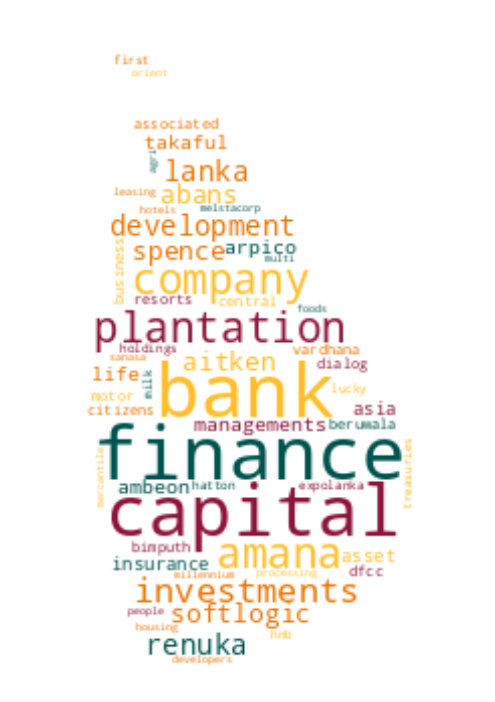 first
orient
associated
takaful
agri
lanka
leasing
abans
hotels
melstacorp
development
business
spence
arpico
multi
company
resorts
central
foods
plantation
holdings
vardhana
sanasa
aitken
dialog
life
milk
bank
lucky
motor
citizens
asia
managements
beruwala
finance
mercantile
treasuries
ambeon
hatton
expolanka
capital
bimputh
amana
asset
insurance
dfcc
millennium
processing
investments
people
softlogic
housing
hnb
renuka
developers